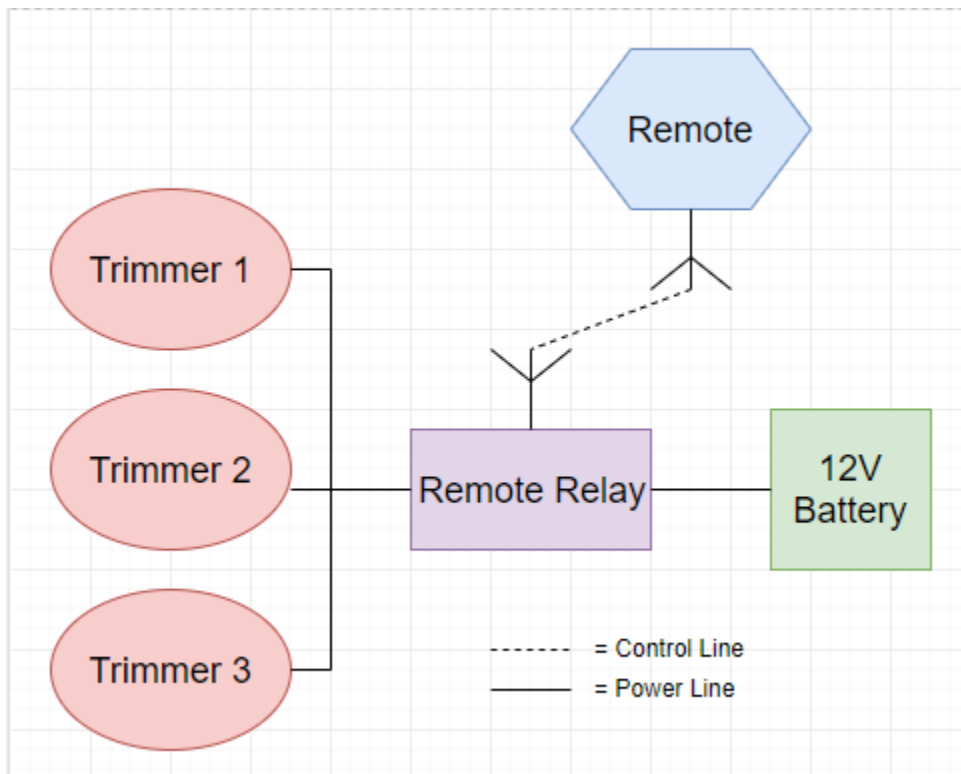 Remote
Trimmer 1
Trimmer 2
Remote Relay
12V
Battery
Trimmer 3
= Control Line
= Power Line